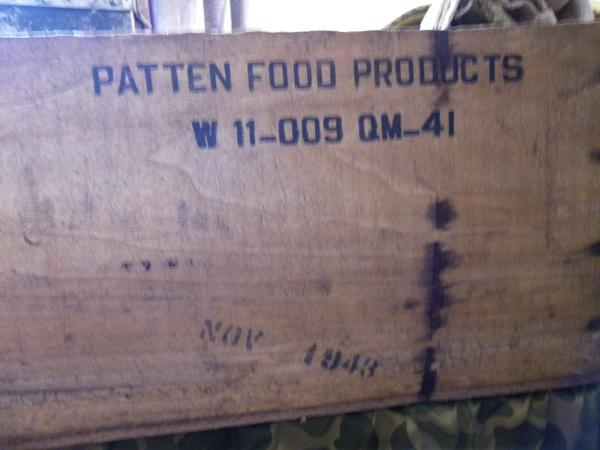 PATTEN FOOD PRODUCTS
W 11-009 QM-41
NOV 1943